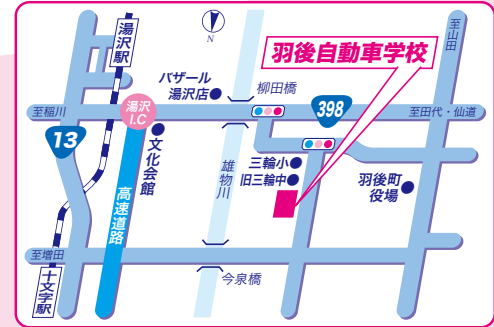 湯沢駅
N
至山田
羽後自動車学校
バザール
湯沢店
柳田橋
至稲川
湯沢
I.C
398
至田代・仙道
13
文化会館
雄物川
三輪小
旧三輪中
羽後町
役場
高速道路
至増田
十文字駅
今泉橋